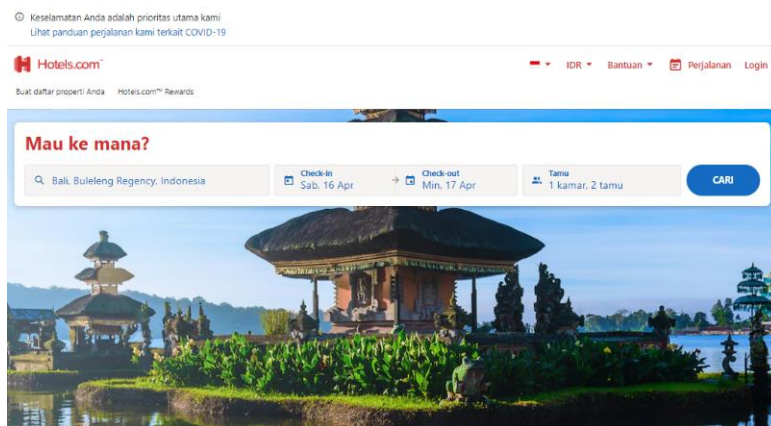 Keselamatan Anda adalah prioritas utama kami
Lihat panduan perjalanan kami terkait COVID-19
Hotels.com™
IDR
Bantuan
Perjalanan
Login
Buat daftar properti Anda
Hotels.com™ Rewards
Mau ke mana?
Bali, Buleleng Regency, Indonesia
Check-in
Sab, 16 Apr
Check-out
Min, 17 Apr
Tamu
1 kamar, 2 tamu
CARI